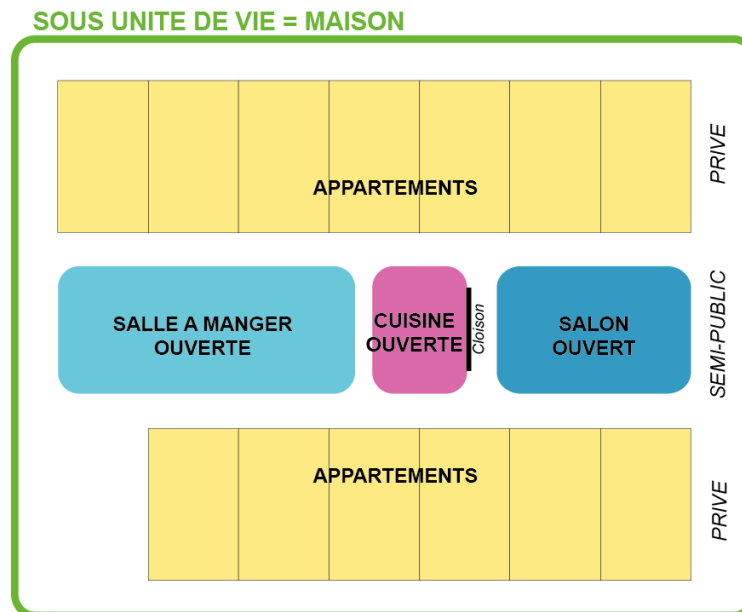 SOUS UNITE DE VIE = MAISON
APPARTEMENTS
PRIVE
SALLE A MANGER
OUVERTE
CUISINE
OUVERTE
Cloison
SALON
OUVERT
SEMI-PUBLIC
APPARTEMENTS
PRIVE